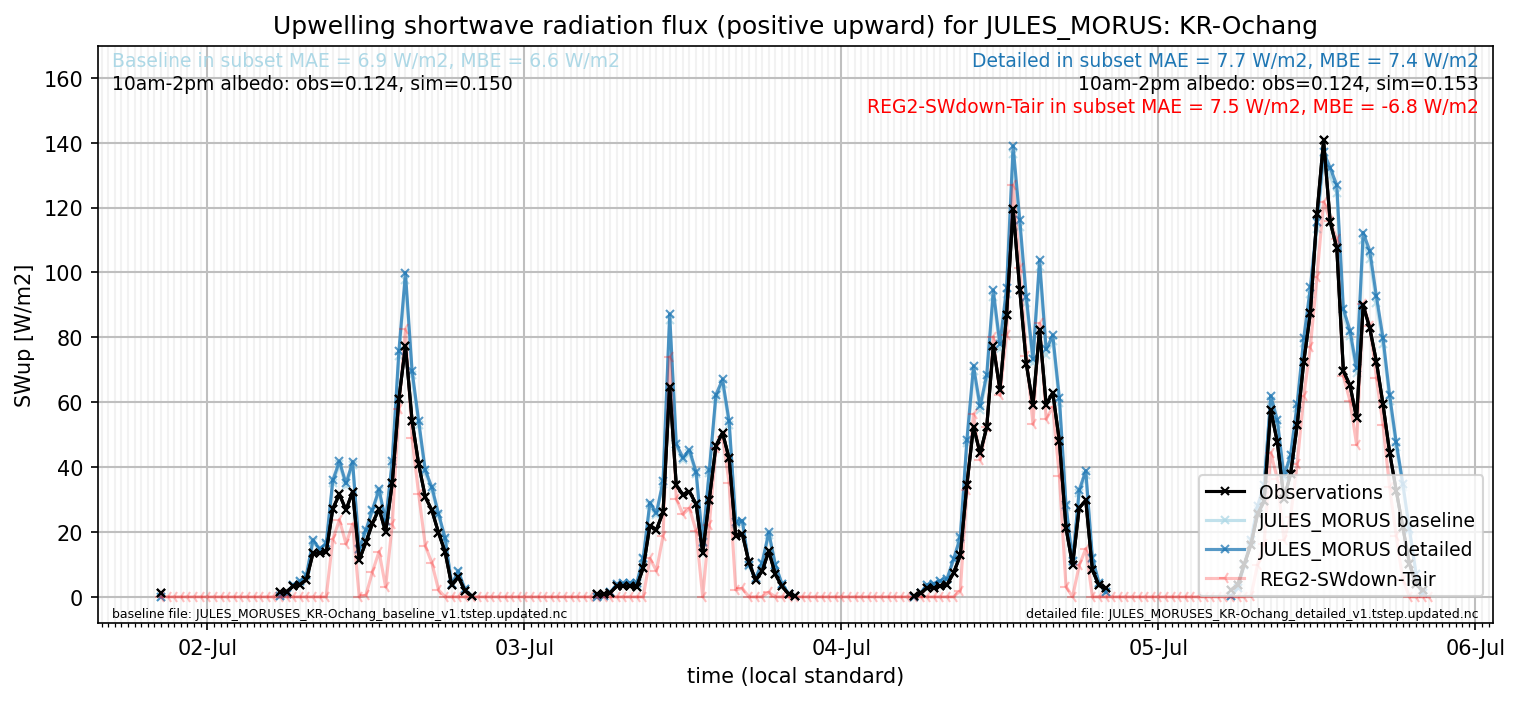 Upwelling shortwave radiation flux (positive upward) for JULES_MORUS: KR-Ochang
Baseline in subset MAE = 6.9 W/m2, MBE = 6.6 W/m2
10am-2pm albedo: obs=0.124, sim=0.150
Detailed in subset MAE = 7.7 W/m2, MBE = 7.4 W/m2
10am-2pm albedo: obs=0.124, sim=0.153
REG2-SWdown-Tair in subset MAE = 7.5 W/m2, MBE = -6.8 W/m2
SWup [W/m2]
160
140
120
100
80
60
40
20
0
Observations
JULES_MORUS baseline
JULES_MORUS detailed
REG2-SWdown-Tair
baseline file: JULES_MORUSES_KR-Ochang_baseline_v1.tstep.updated.nc
detailed file: JULES_MORUSES_KR-Ochang_detailed_v1.tstep.updated.nc
02-Jul
03-Jul
04-Jul
05-Jul
06-Jul
time (local standard)